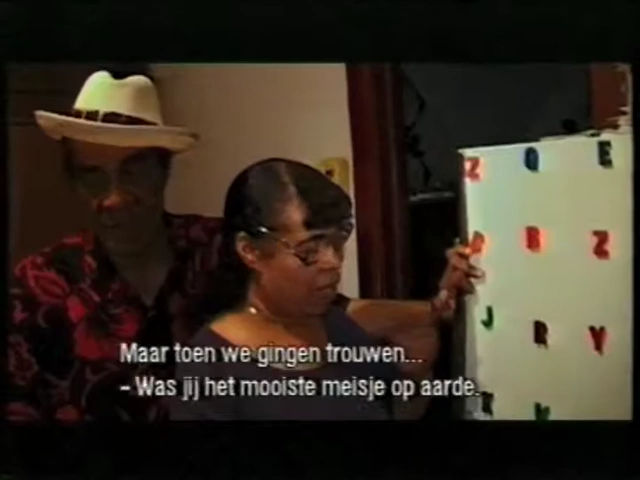 Z O E
R Z
J R Y
Maar toen we gingen trouwen...
– Was jij het mooiste meisje op aarde.